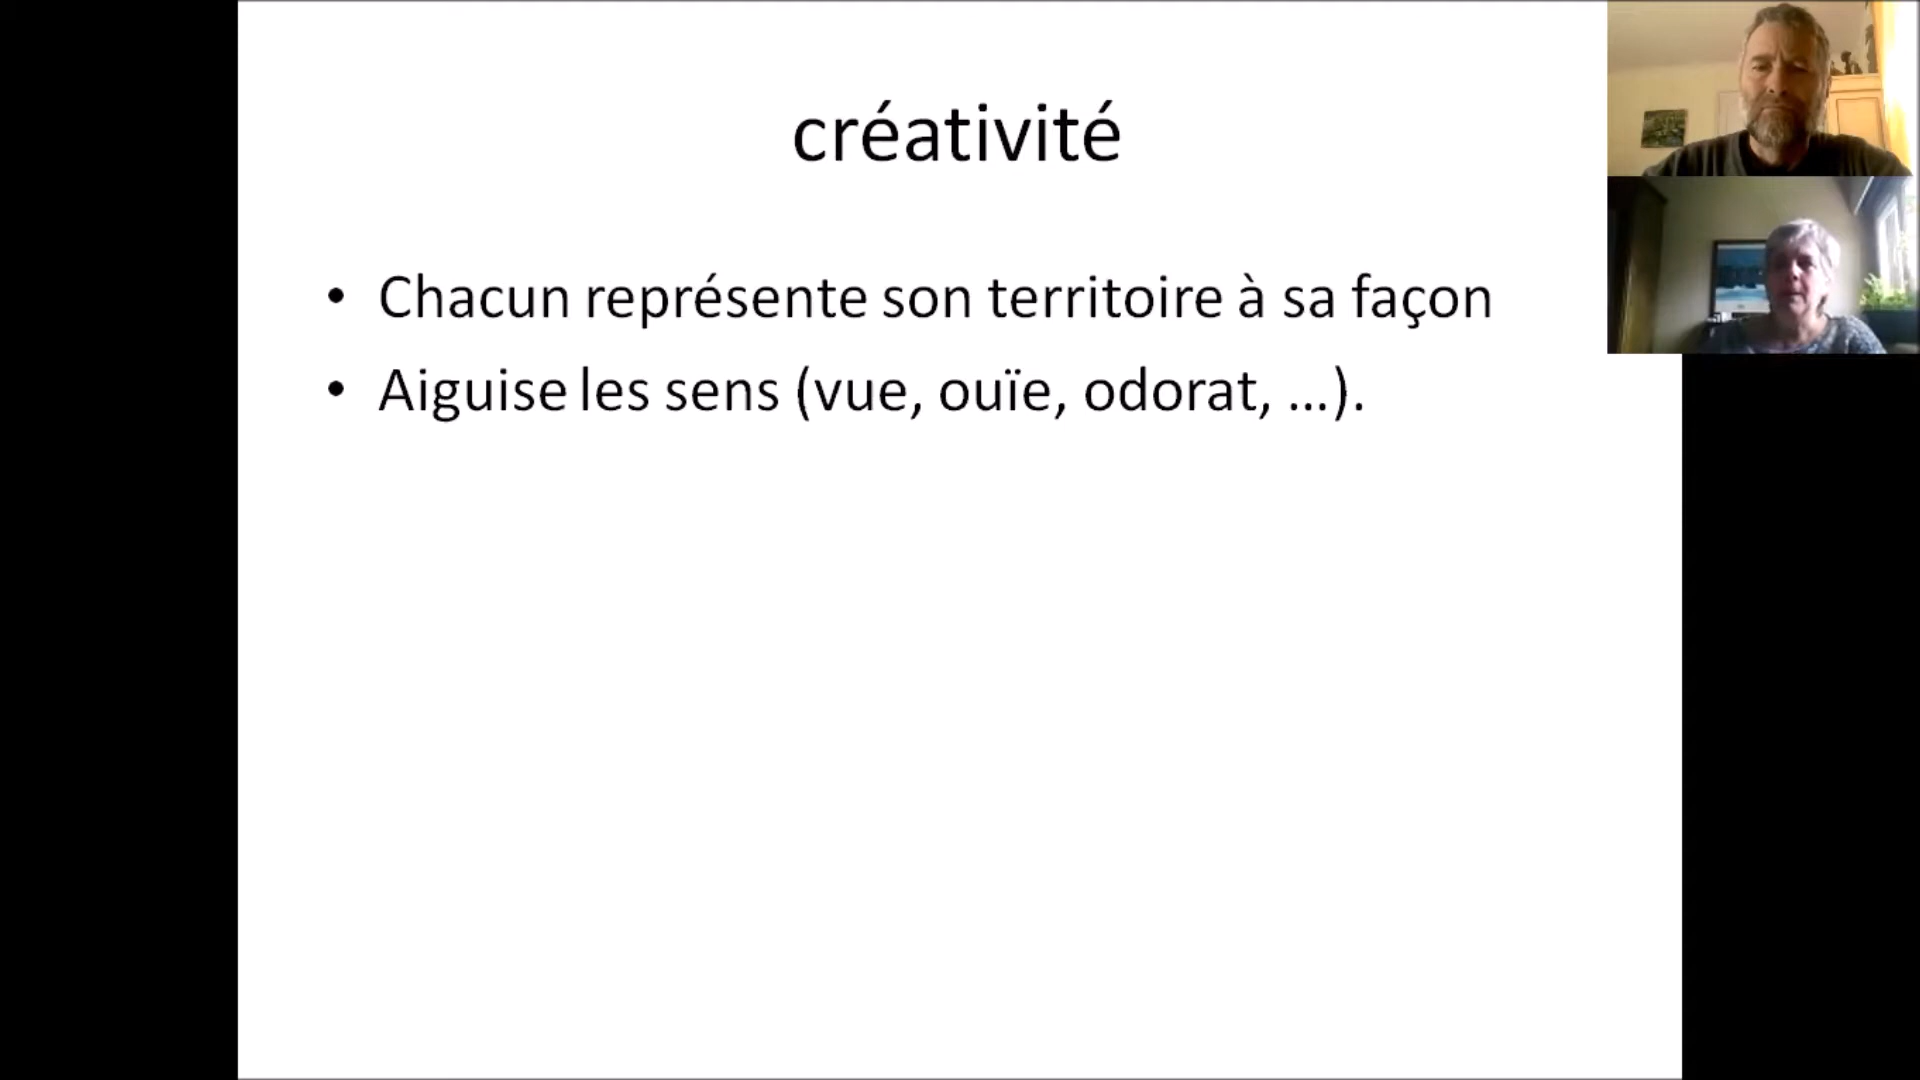 créativité
• Chacun représente son territoire à sa façon
• Aiguise les sens (vue, ouïe, odorat, ...).